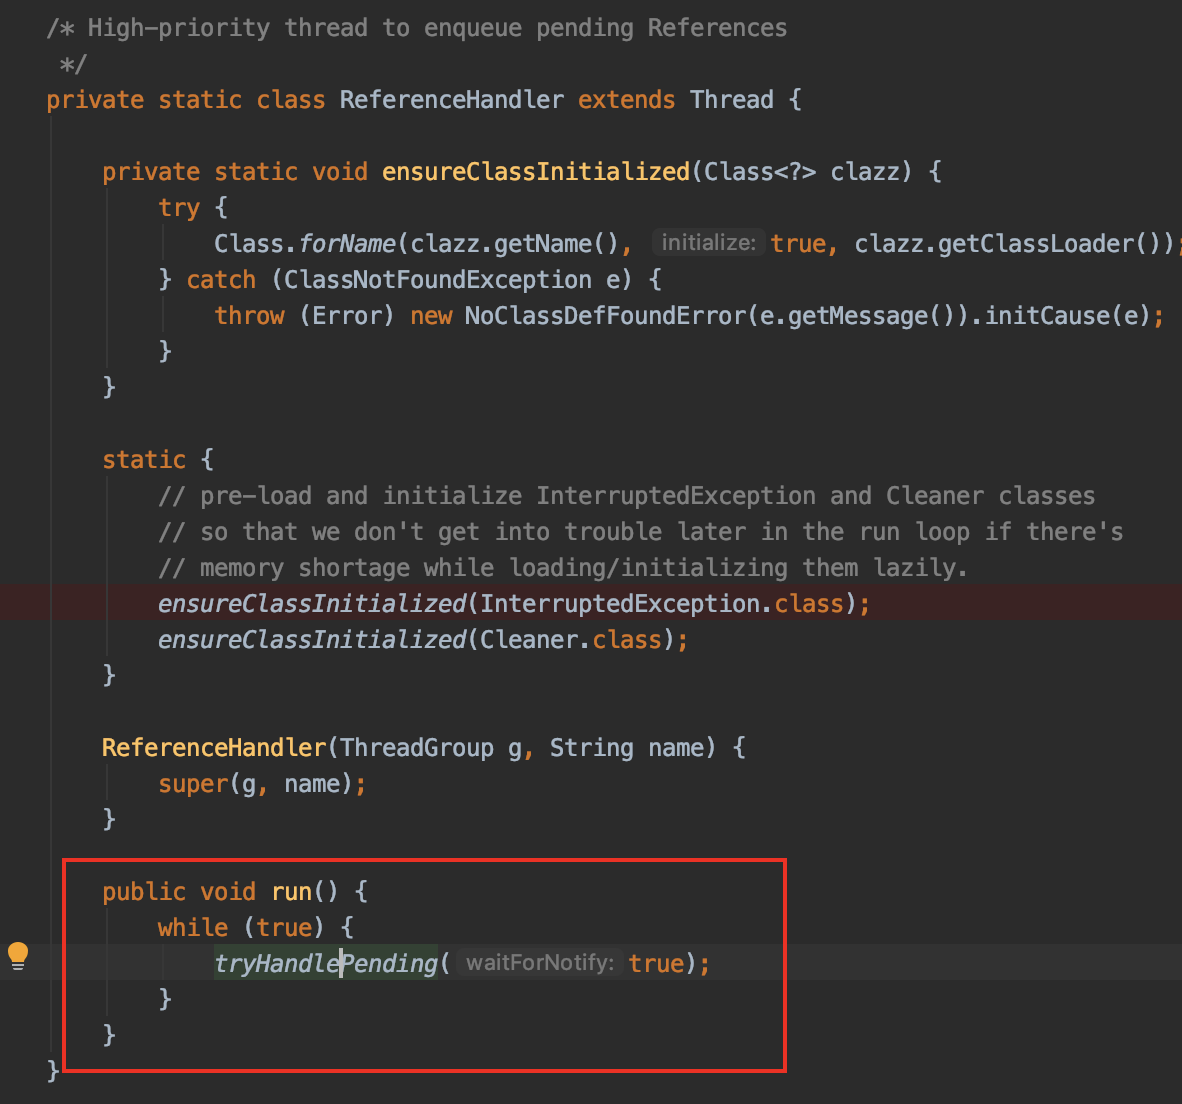 /* High-priority thread to enqueue pending References
 */
private static class ReferenceHandler extends Thread {
private static void ensureClassInitialized(Class<?> clazz) {
try {
Class.forName(clazz.getName(), initialize: true, clazz.getClassLoader());
} catch (ClassNotFoundException e) {
throw (Error) new NoClassDefFoundError(e.getMessage()).initCause(e);
}
}
static {
// pre-load and initialize InterruptedException and Cleaner classes
// so that we don't get into trouble later in the run loop if there's
// memory shortage while loading/initializing them lazily.
ensureClassInitialized(InterruptedException.class);
ensureClassInitialized(Cleaner.class);
}
ReferenceHandler(ThreadGroup g, String name) {
super(g, name);
}
public void run() {
while (true) {
tryHandlePending( waitForNotify: true);
}
}
}